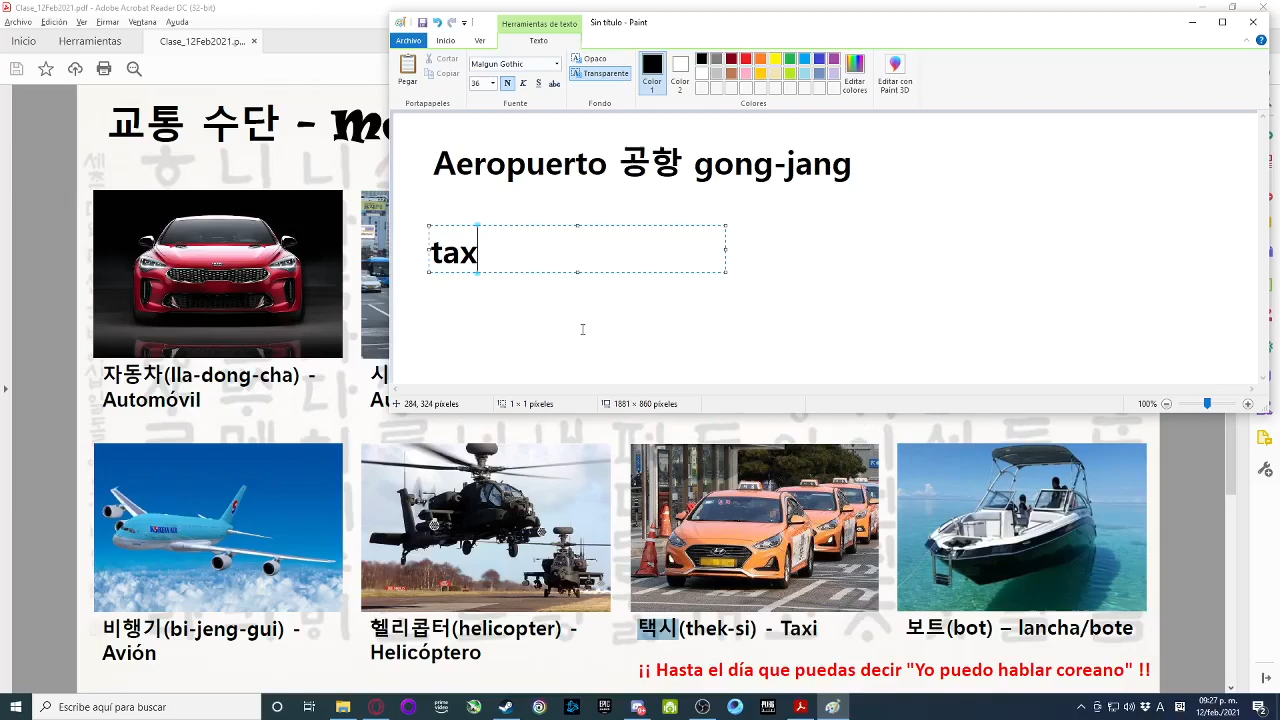 Clase_12Feb2021.pdf - Adobe Acrobat Reader DC (32-bit)
Archivo Edición Ver Firmar Ventana Ayuda
Inicio Herramientas Clase_12Feb2021.p... ×
Herramientas de texto Sin título - Paint
Archivo Inicio Ver Texto
Pegar
Cortar
Copiar
Portapapeles
Malgun Gothic
36 N K S abc
Fuente
Opaco
Transparente
Fondo
Color 1
Color 2
Editar colores
Editar con Paint 3D
Colores
Aeropuerto 공항 gong-jang
tax
284, 324 píxeles 1 × 1 píxeles 1881 × 860 píxeles 100%
교통 수단 - Me
자동차(lla-dong-cha) -
Automóvil
비행기(bi-jeng-gui) -
Avión
KOREAN AIR
헬리콥터(helicopter) -
Helicóptero
택시(thek-si) - Taxi
보트(bot) – lancha/bote
¡¡ Hasta el día que puedas decir "Yo puedo hablar coreano" !!
Escribe aquí para buscar
09:27 p. m.
12/feb./2021